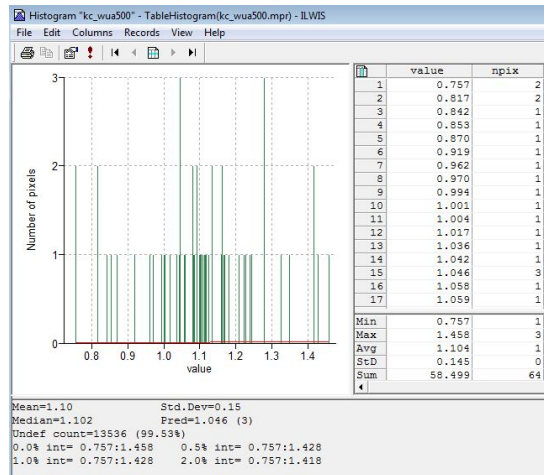 Histogram "kc_wua500" - TableHistogram(kc_wua500.mpr) - ILWIS
File Edit Columns Records View Help
3
2
1
0
Number of pixels
0.8 0.9 1.0 1.1 1.2 1.3 1.4
value
value npix
1 0.757 2
2 0.817 2
3 0.842 1
4 0.853 1
5 0.870 1
6 0.919 1
7 0.962 1
8 0.970 1
9 0.994 1
10 1.001 1
11 1.004 1
12 1.017 1
13 1.036 1
14 1.042 1
15 1.046 3
16 1.058 1
17 1.059 1
Min 0.757 1
Max 1.458 3
Avg 1.104 1
StD 0.145 0
Sum 58.499 64
Mean=1.10 Std.Dev=0.15
Median=1.102 Pred=1.046 (3)
Undef count=13536 (99.53%)
0.0% int= 0.757:1.458 0.5% int= 0.757:1.428
1.0% int= 0.757:1.428 2.0% int= 0.757:1.418